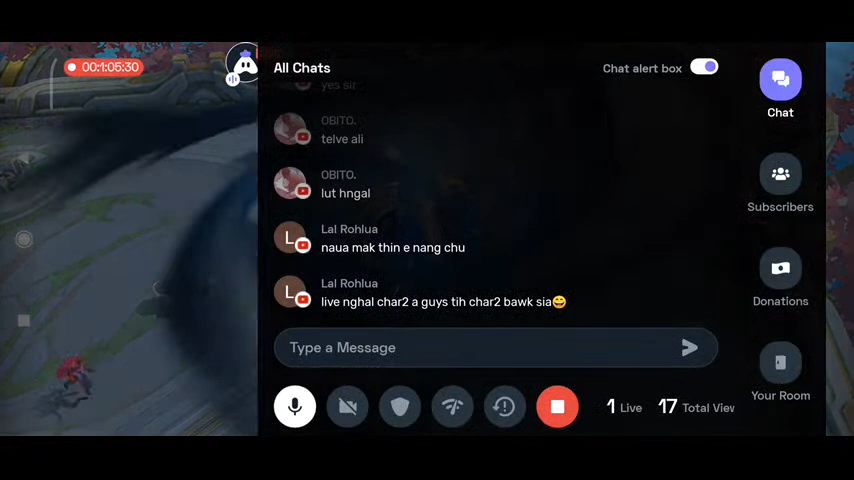 00:1:05:30
All Chats
Chat alert box
Chat
yes sir
OBITO.
telve ali
OBITO.
lut hngal
Subscribers
Lal Rohlua
naua mak thin e nang chu
Lal Rohlua
live nghal char2 a guys tih char2 bawk sia😄
Donations
Type a Message
Your Room
1 Live 17 Total View